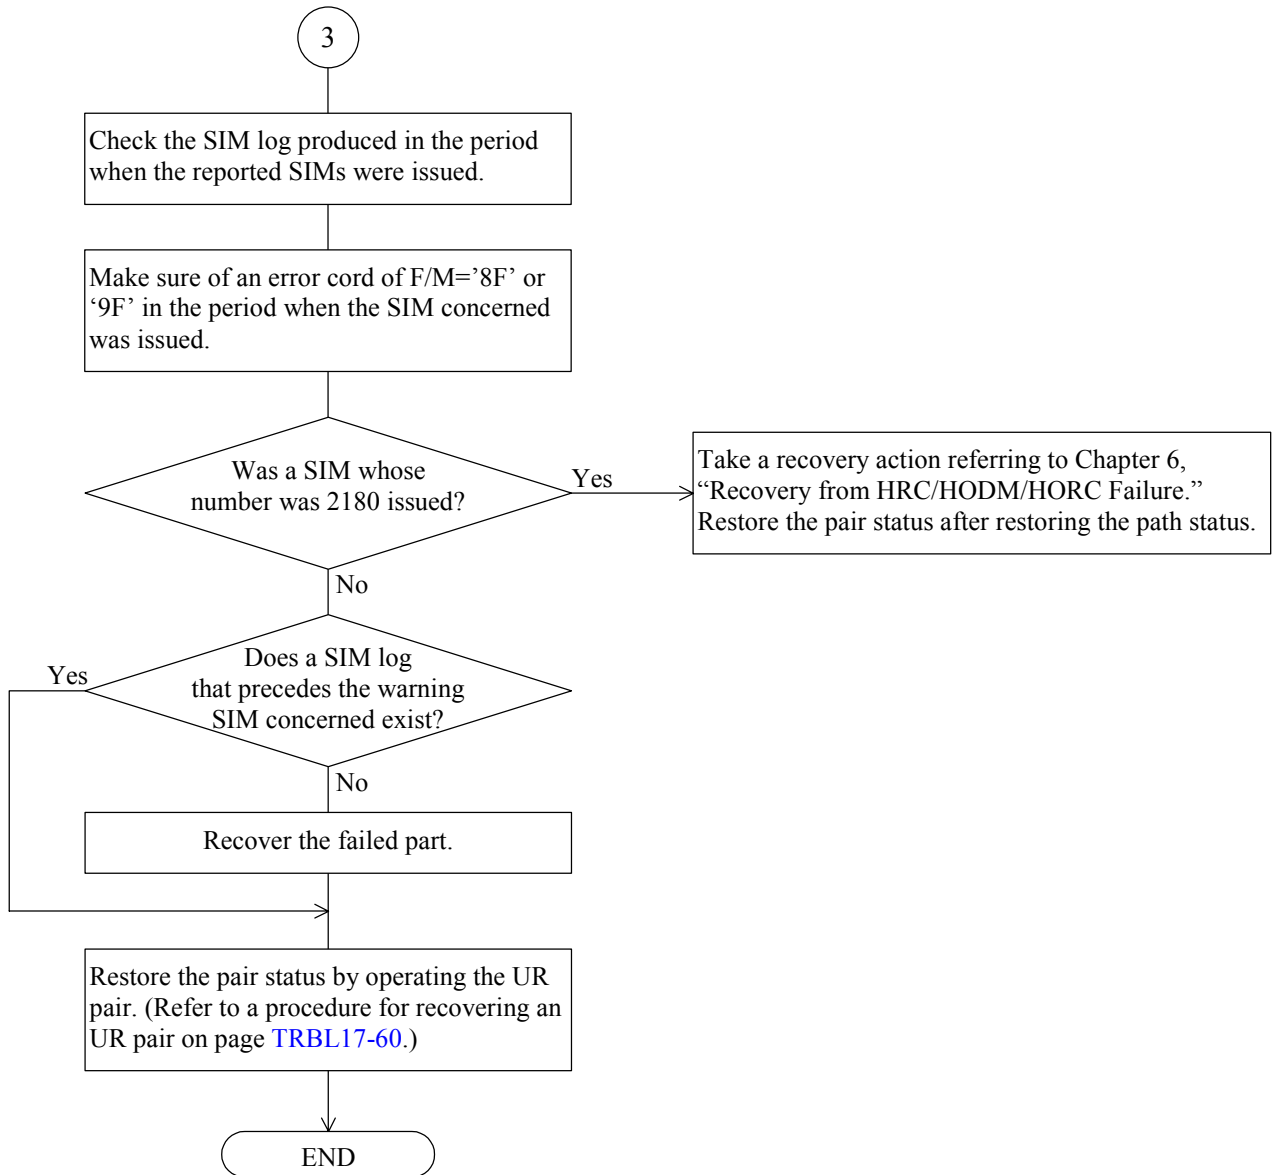 3
Check the SIM log produced in the period
when the reported SIMs were issued.
Make sure of an error cord of F/M=’8F’ or
‘9F’ in the period when the SIM concerned
was issued.
Was a SIM whose
number was 2180 issued?
Yes
Take a recovery action referring to Chapter 6,
“Recovery from HRC/HODM/HORC Failure.”
Restore the pair status after restoring the path status.
No
Does a SIM log
that precedes the warning
SIM concerned exist?
Yes
No
Recover the failed part.
Restore the pair status by operating the UR
pair. (Refer to a procedure for recovering an
UR pair on page TRBL17-60.)
END